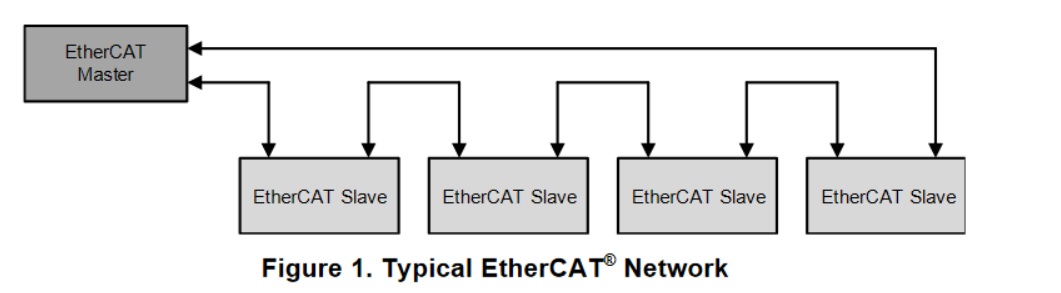 EtherCAT
Master
EtherCAT Slave
EtherCAT Slave
EtherCAT Slave
EtherCAT Slave
Figure 1. Typical EtherCAT® Network